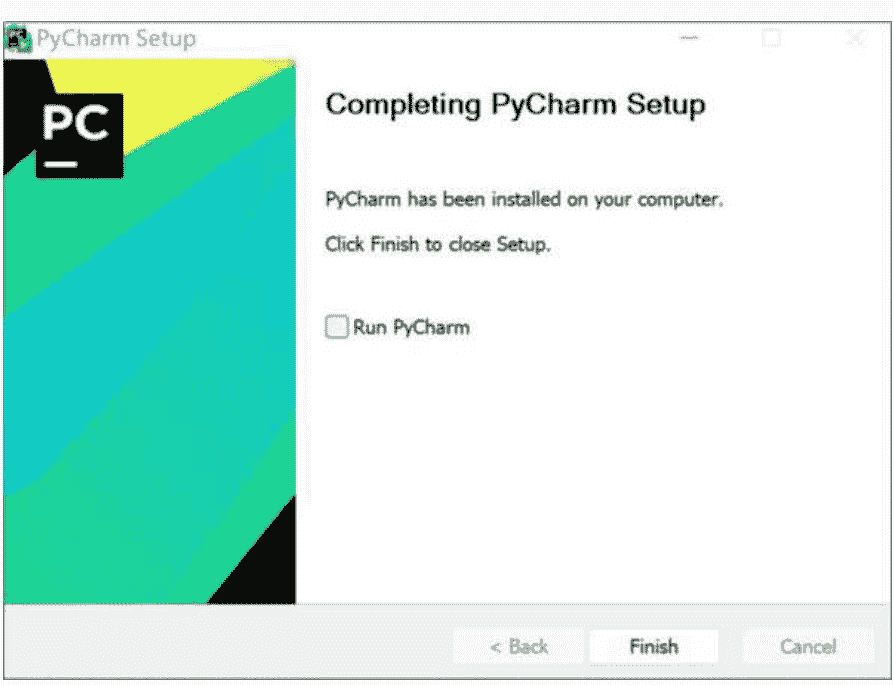 PyCharm Setup
PC
Completing PyCharm Setup
PyCharm has been installed on your computer.
Click Finish to close Setup.
Run PyCharm
< Back
Finish
Cancel